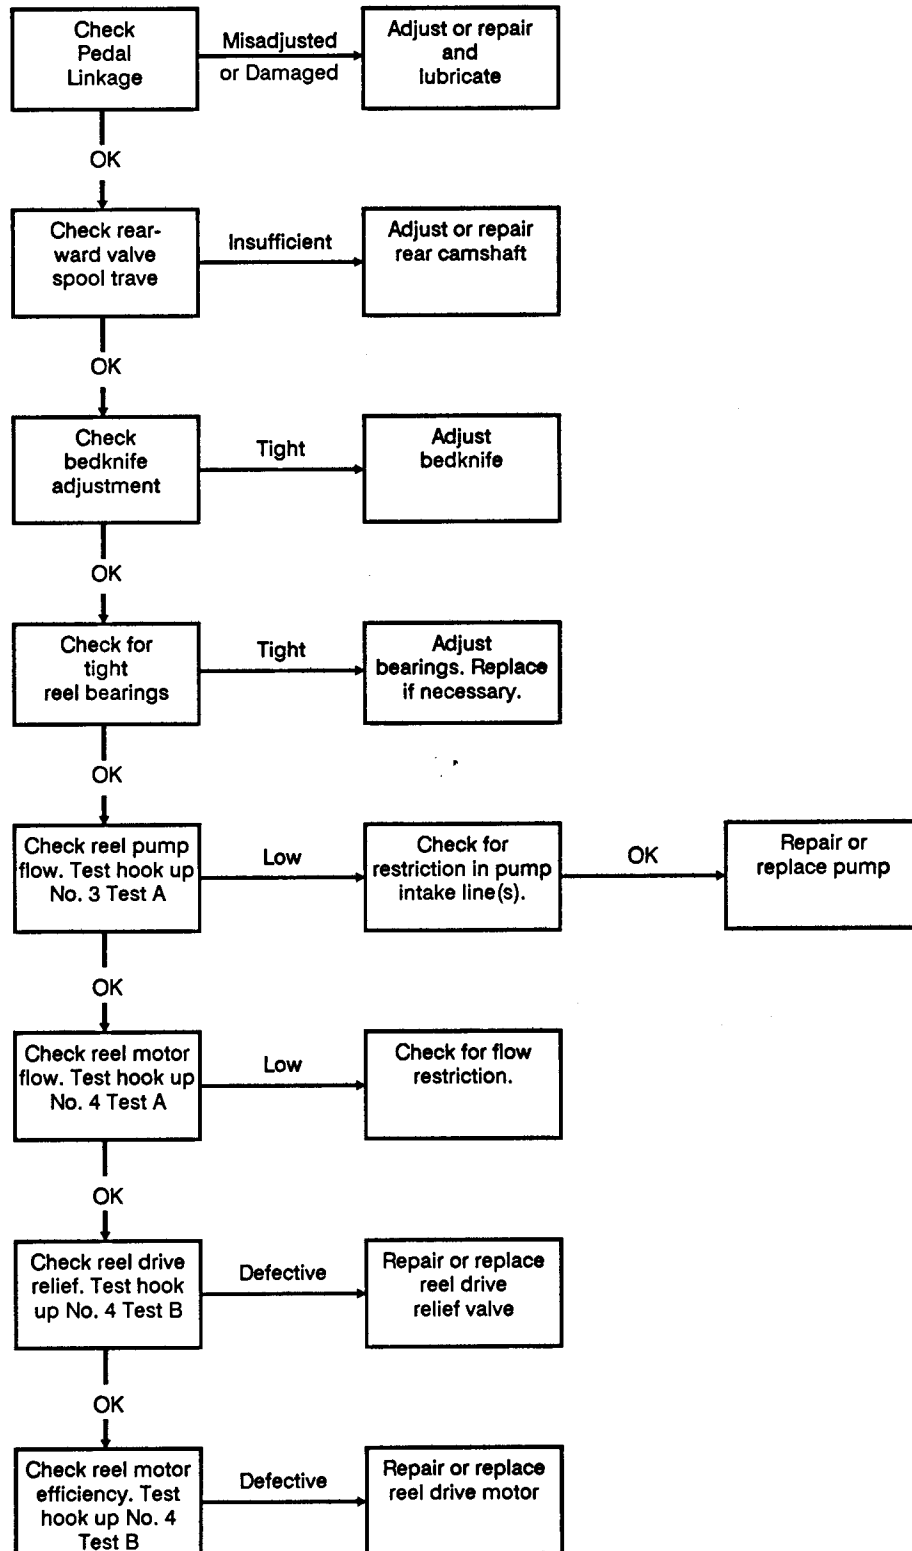 Check
Pedal
Linkage
Misadjusted
or Damaged
Adjust or repair
and
lubricate
OK
Check rear-
ward valve
spool trave
Insufficient
Adjust or repair
rear camshaft
OK
Check
bedknife
adjustment
Tight
Adjust
bedknife
OK
Check for
tight
reel bearings
Tight
Adjust
bearings. Replace
if necessary.
OK
Check reel pump
flow. Test hook up
No. 3 Test A
Low
Check for
restriction in pump
intake line(s).
OK
Repair or
replace pump
OK
Check reel motor
flow. Test hook up
No. 4 Test A
Low
Check for flow
restriction.
OK
Check reel drive
relief. Test hook
up No. 4 Test B
Defective
Repair or replace
reel drive
relief valve
OK
Check reel motor
efficiency. Test
hook up No. 4
Test B
Defective
Repair or replace
reel drive motor